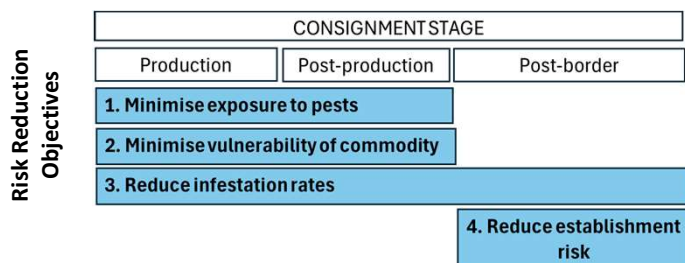 CONSIGNMENT STAGE
Production
Post-production
Post-border
Risk Reduction
Objectives
1. Minimise exposure to pests
2. Minimise vulnerability of commodity
3. Reduce infestation rates
4. Reduce establishment
risk